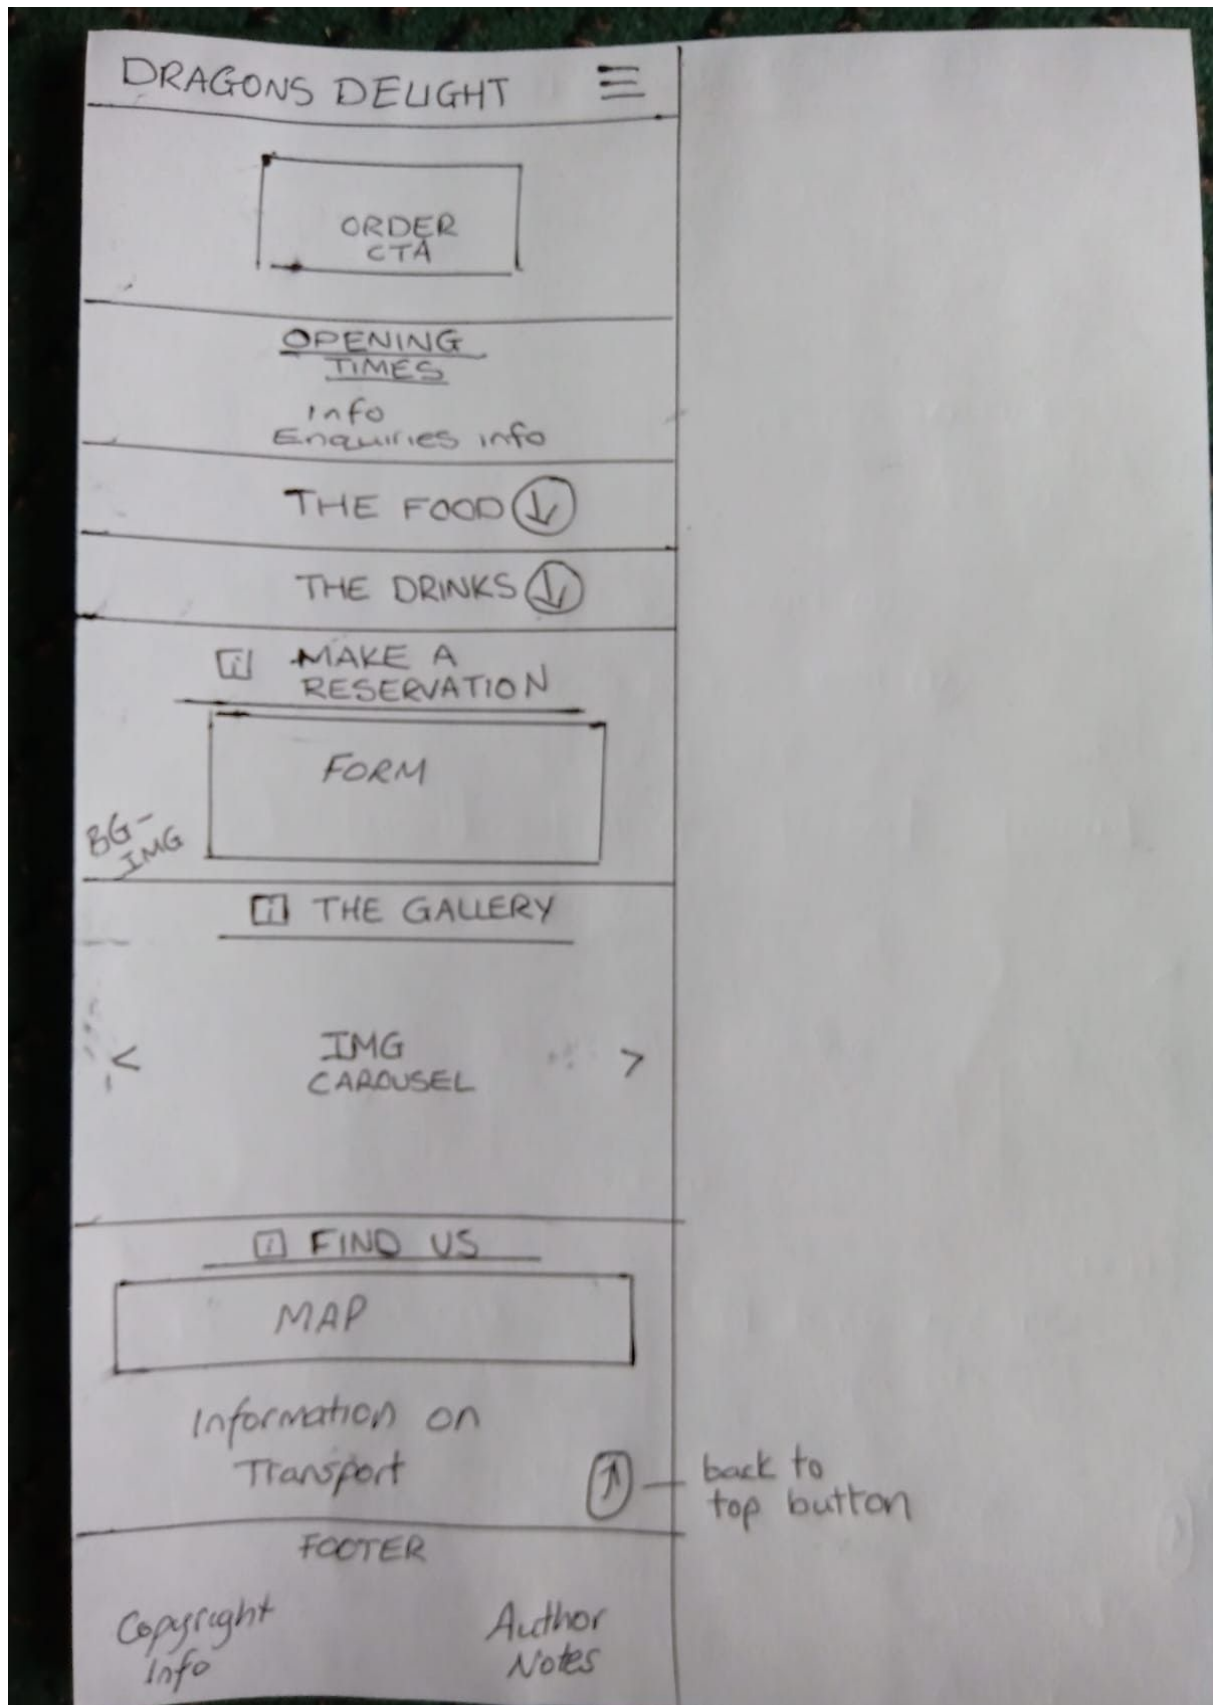 DRAGONS DELIGHT
ORDER
CTA
OPENING
TIMES
Info
Enquiries info
THE FOOD
THE DRINKS
i MAKE A
RESERVATION
FORM
BG-
IMG
i THE GALLERY
< IMG >
CAROUSEL
i FIND US
MAP
Information on
Transport
back to
top button
FOOTER
Copyright
Info
Author
Notes